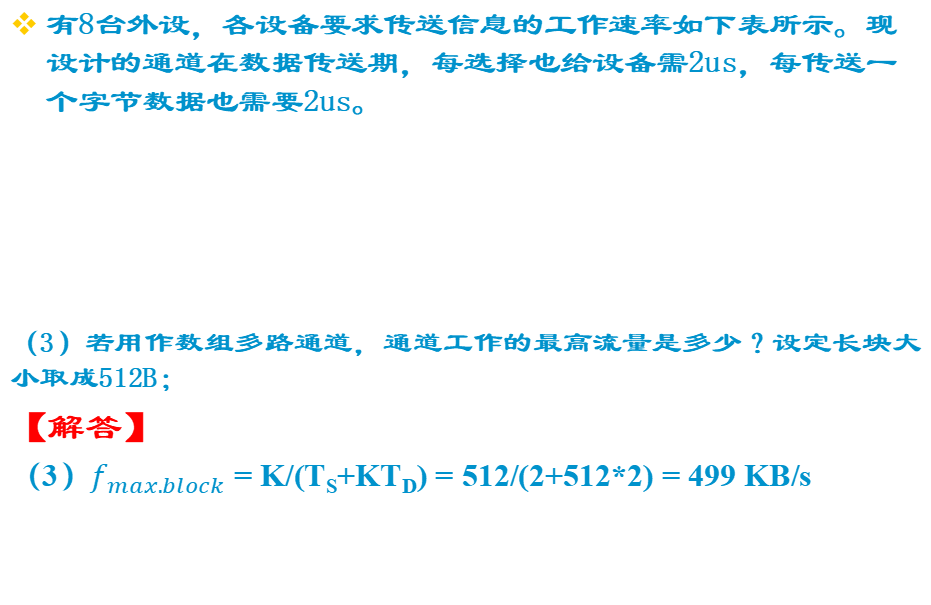 有8台外设，各设备要求传送信息的工作速率如下表所示。现
设计的通道在数据传送期，每选择也给设备需2us，每传送一
个字节数据也需要2us。
（3）若用作数组多路通道，通道工作的最高流量是多少？设定长块大
小取成512B；
【解答】
（3）f_{max.block} = K/(T_S+KT_D) = 512/(2+512*2) = 499 KB/s